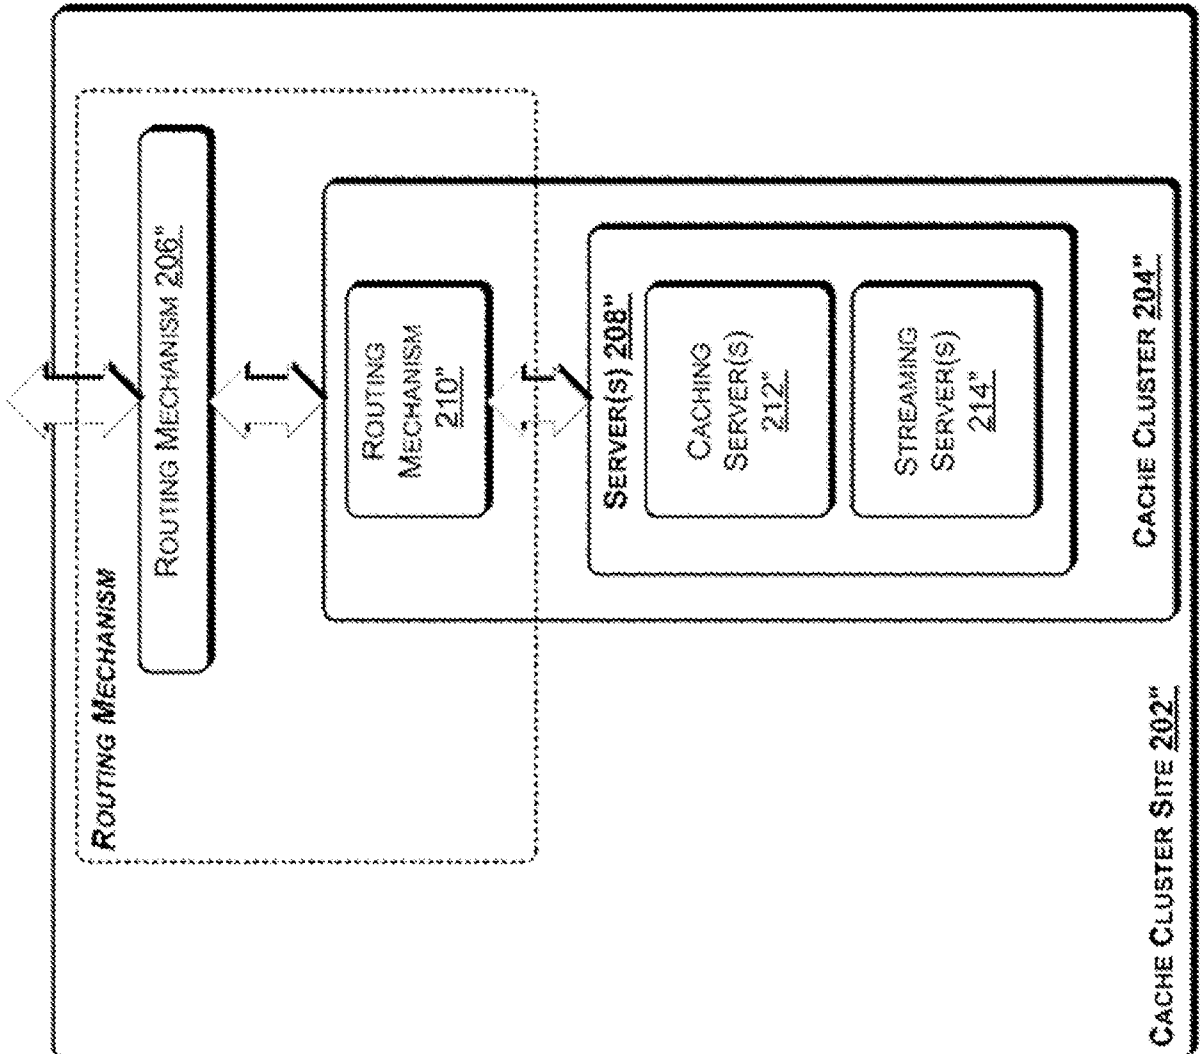 ROUTING MECHANISM
ROUTING MECHANISM 206"
ROUTING
MECHANISM
210"
SERVER(S) 208"
CACHING
SERVER(S)
212"
STREAMING
SERVER(S)
214"
CACHE CLUSTER 204"
CACHE CLUSTER SITE 202"